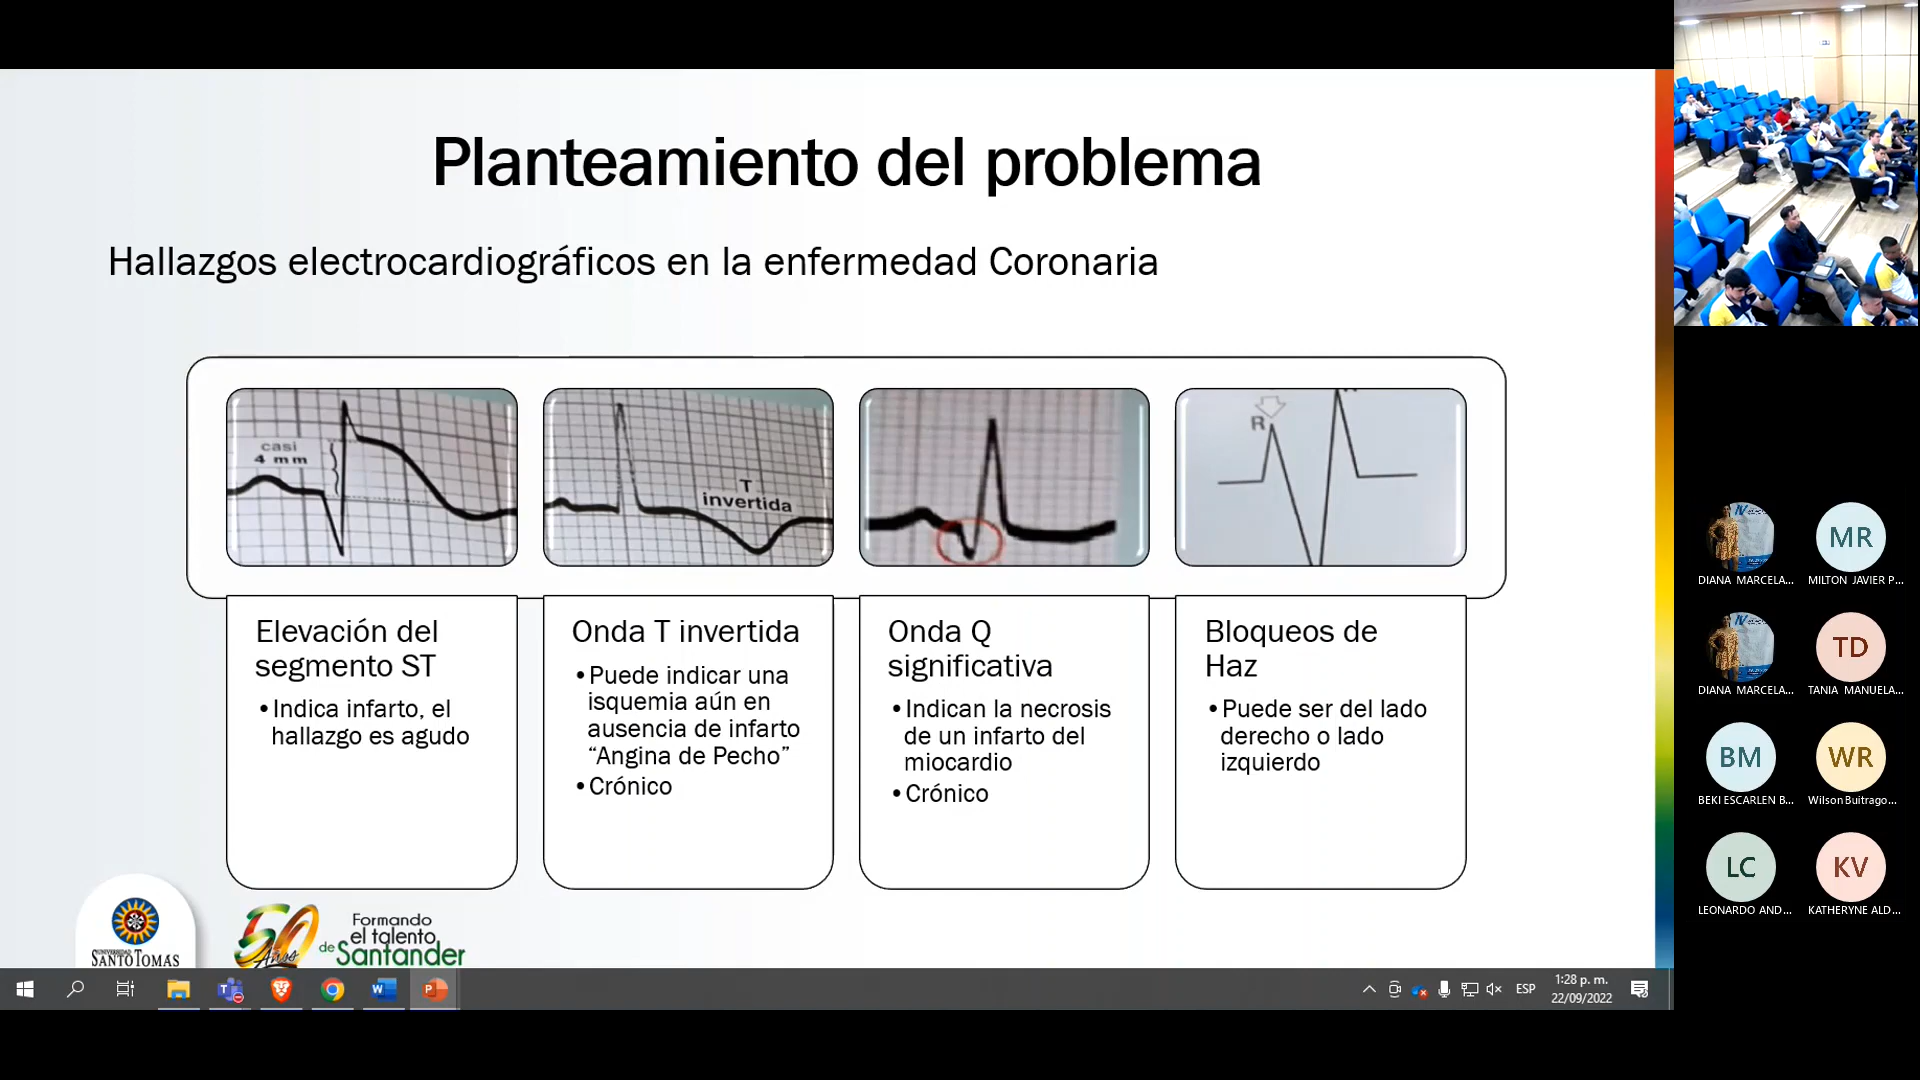 Planteamiento del problema
Hallazgos electrocardiográficos en la enfermedad Coronaria
casi
4 mm
T
invertida
R
Elevación del
segmento ST
•Indica infarto, el
hallazgo es agudo
Onda T invertida
•Puede indicar una
isquemia aún en
ausencia de infarto
“Angina de Pecho”
•Crónico
Onda Q
significativa
•Indican la necrosis
de un infarto del
miocardio
•Crónico
Bloqueos de
Haz
•Puede ser del lado
derecho o lado
izquierdo
UNIVERSIDAD
SANTO TOMAS
50
Años
Formando
el talento
de Santander
DIANA MARCELA...
MR
MILTON JAVIER P...
DIANA MARCELA...
TD
TANIA MANUELA...
BM
BEKI ESCARLEN B...
WR
Wilson Buitrago...
LC
LEONARDO AND...
KV
KATHERYNE ALD...
ESP
1:28 p. m.
22/09/2022